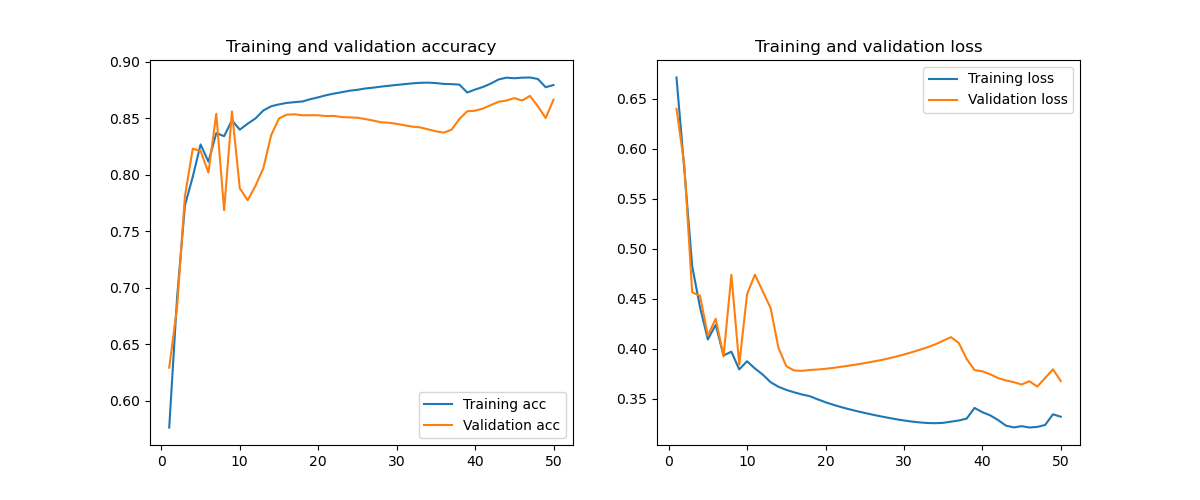 Training and validation accuracy
0.90
0.85
0.80
0.75
0.70
0.65
0.60
Training acc
Validation acc
0 10 20 30 40 50
Training and validation loss
0.65
0.60
0.55
0.50
0.45
0.40
0.35
Training loss
Validation loss
0 10 20 30 40 50